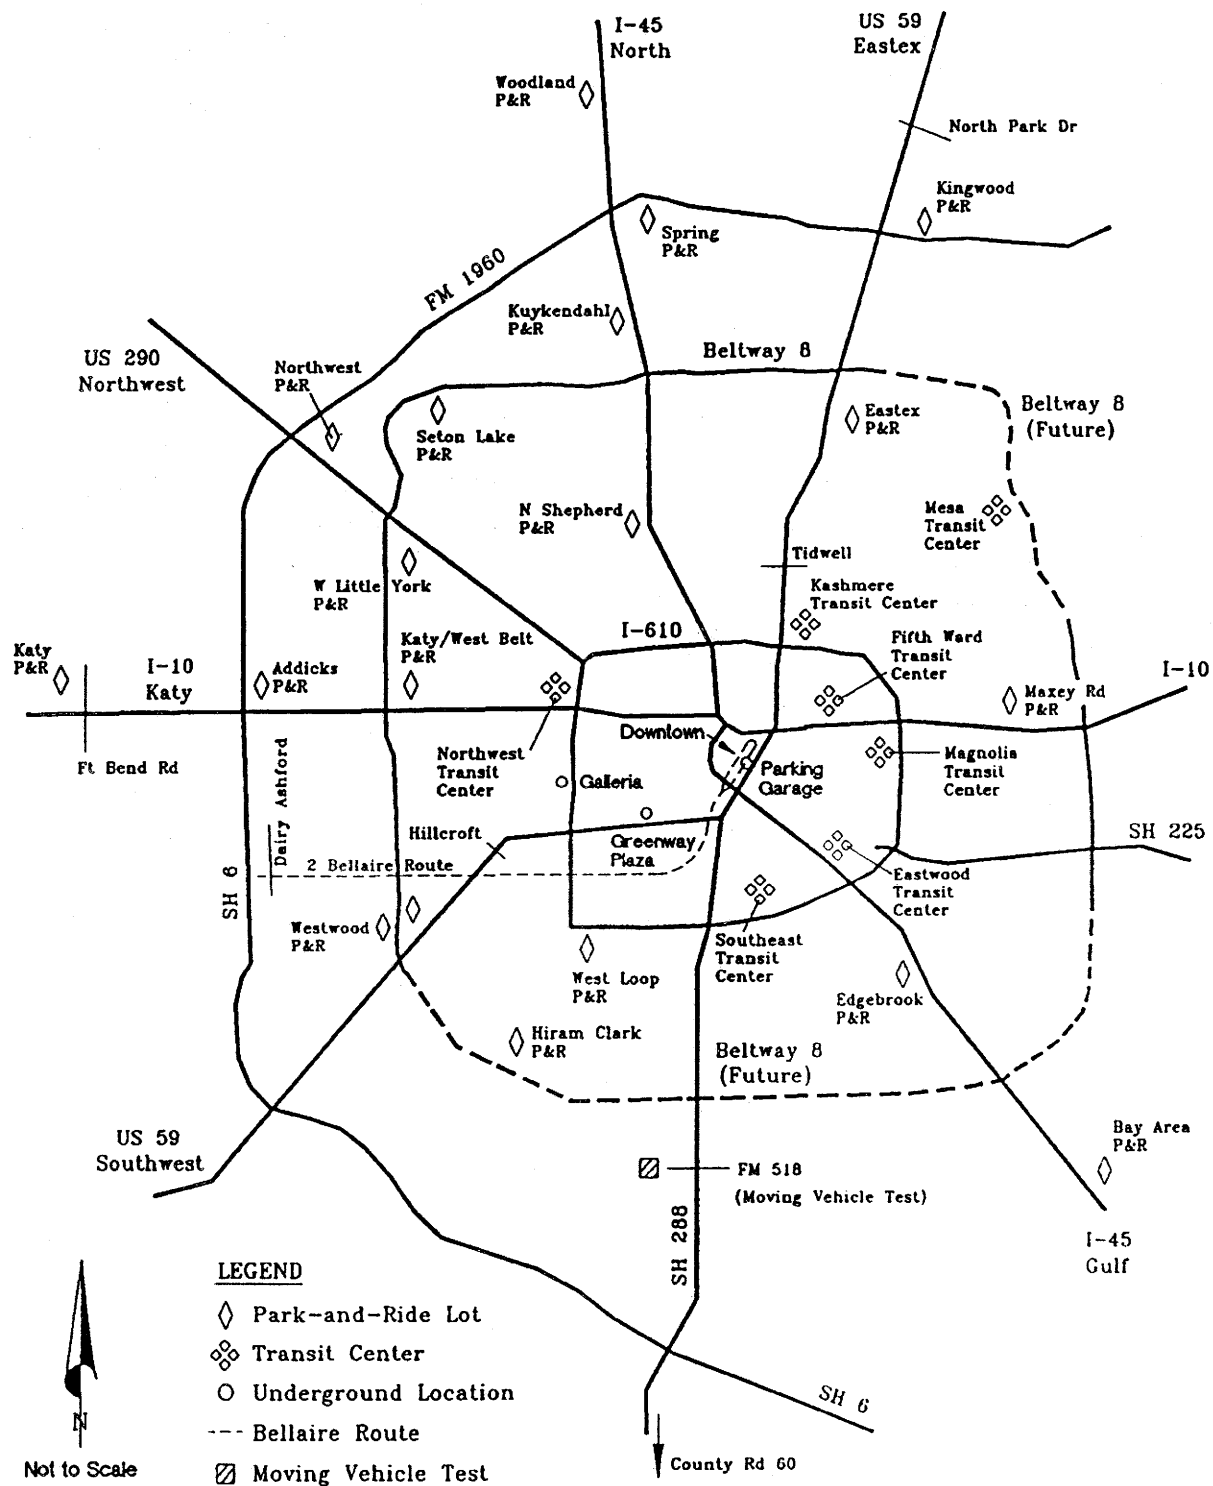 I-45
North
US 59
Eastex
Woodland
P&R
North Park Dr
Kingwood
P&R
Spring
P&R
FM 1960
Kuykendahl
P&R
US 290
Northwest
Northwest
P&R
Beltway 8
Beltway 8
(Future)
Seton Lake
P&R
Eastex
P&R
N Shepherd
P&R
Mesa
Transit
Center
Tidwell
W Little York
P&R
Kashmere
Transit Center
I-610
Katy/West Belt
P&R
Fifth Ward
Transit
Center
Katy
P&R
I-10
Katy
Addicks
P&R
I-10
Maxey Rd
P&R
Downtown
Ft Bend Rd
Dairy Ashford
Northwest
Transit
Center
Galleria
Parking
Garage
Magnolia
Transit
Center
Hillcroft
Greenway
Plaza
SH 225
2 Bellaire Route
SH 6
Eastwood
Transit
Center
Westwood
P&R
Southeast
Transit
Center
West Loop
P&R
Edgebrook
P&R
Hiram Clark
P&R
Beltway 8
(Future)
US 59
Southwest
Bay Area
P&R
FM 518
(Moving Vehicle Test)
SH 288
I-45
Gulf
LEGEND
Park-and-Ride Lot
Transit Center
Underground Location
Bellaire Route
Moving Vehicle Test
N
Not to Scale
SH 6
County Rd 60